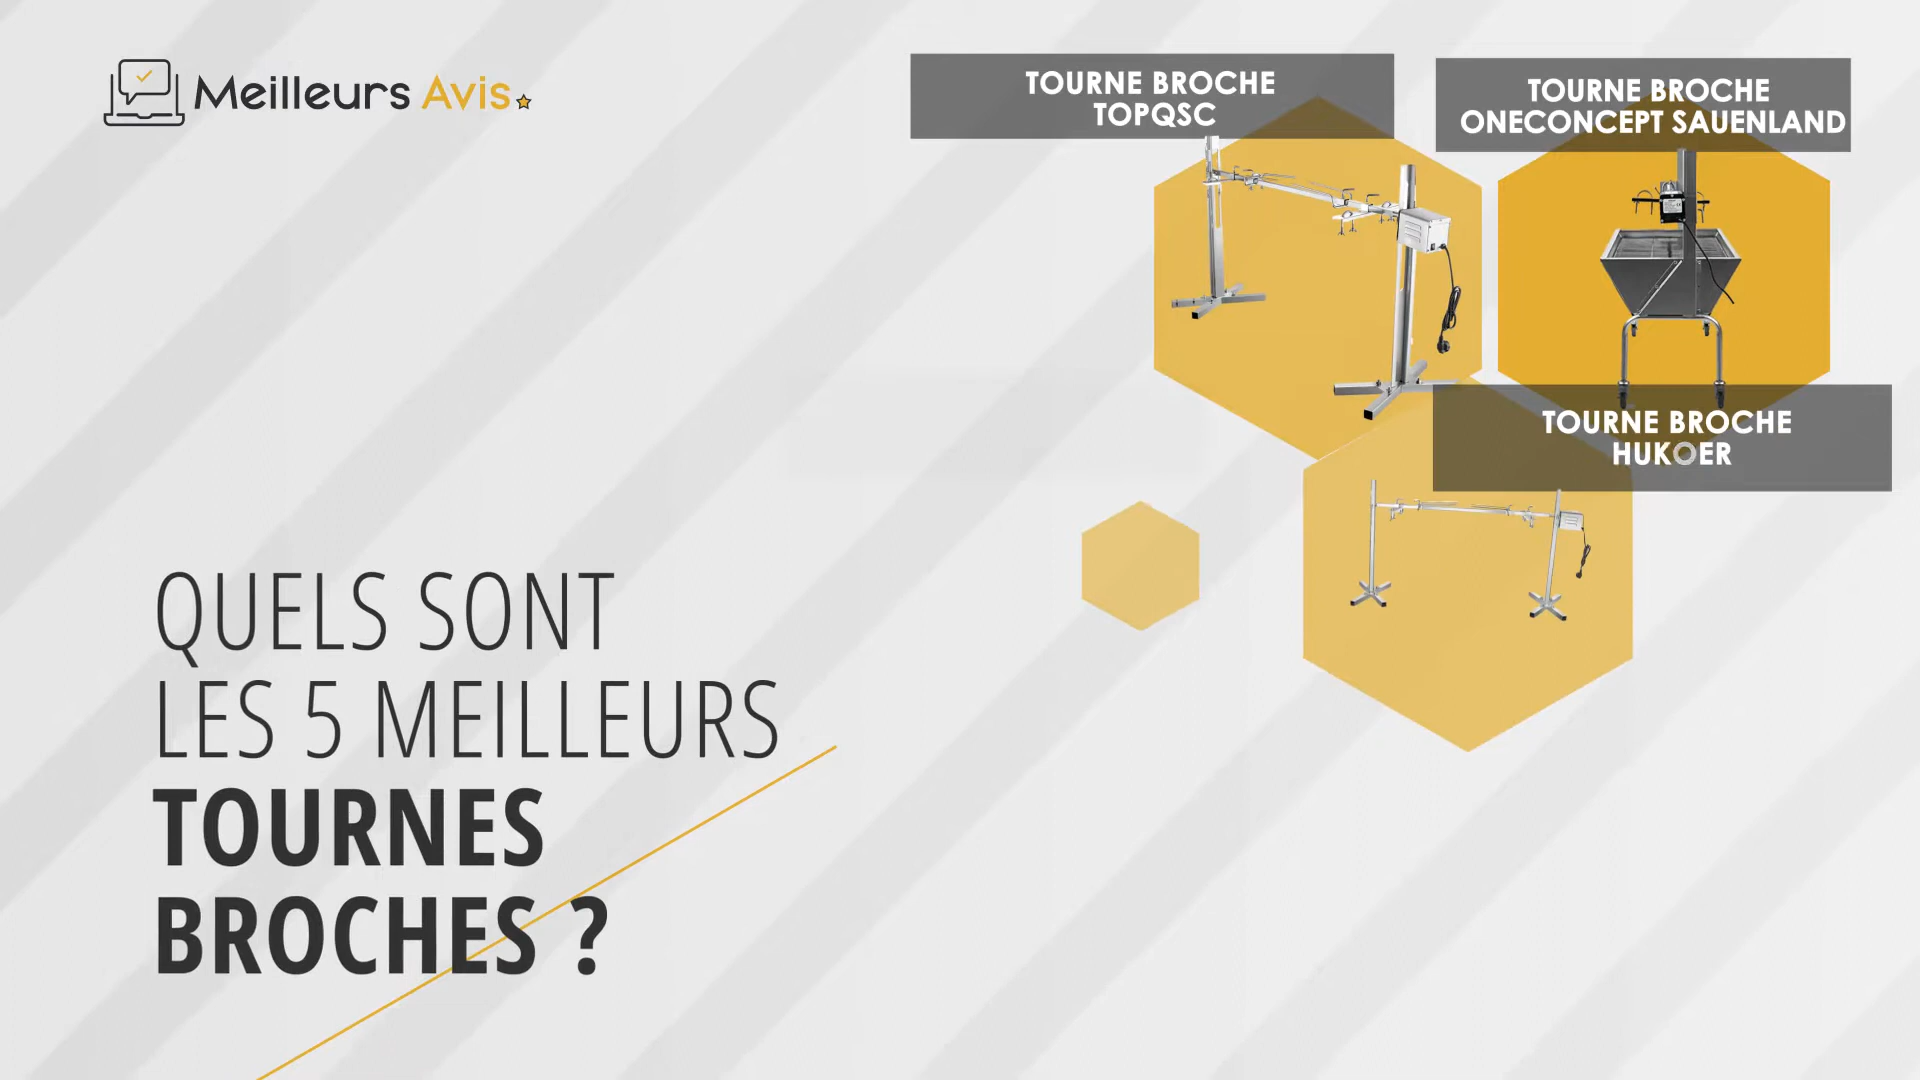 Meilleurs Avis
TOURNE BROCHE
TOPQSC
TOURNE BROCHE
ONECONCEPT SAUENLAND
TOURNE BROCHE
HUKOER
QUELS SONT
LES 5 MEILLEURS
TOURNES
BROCHES ?